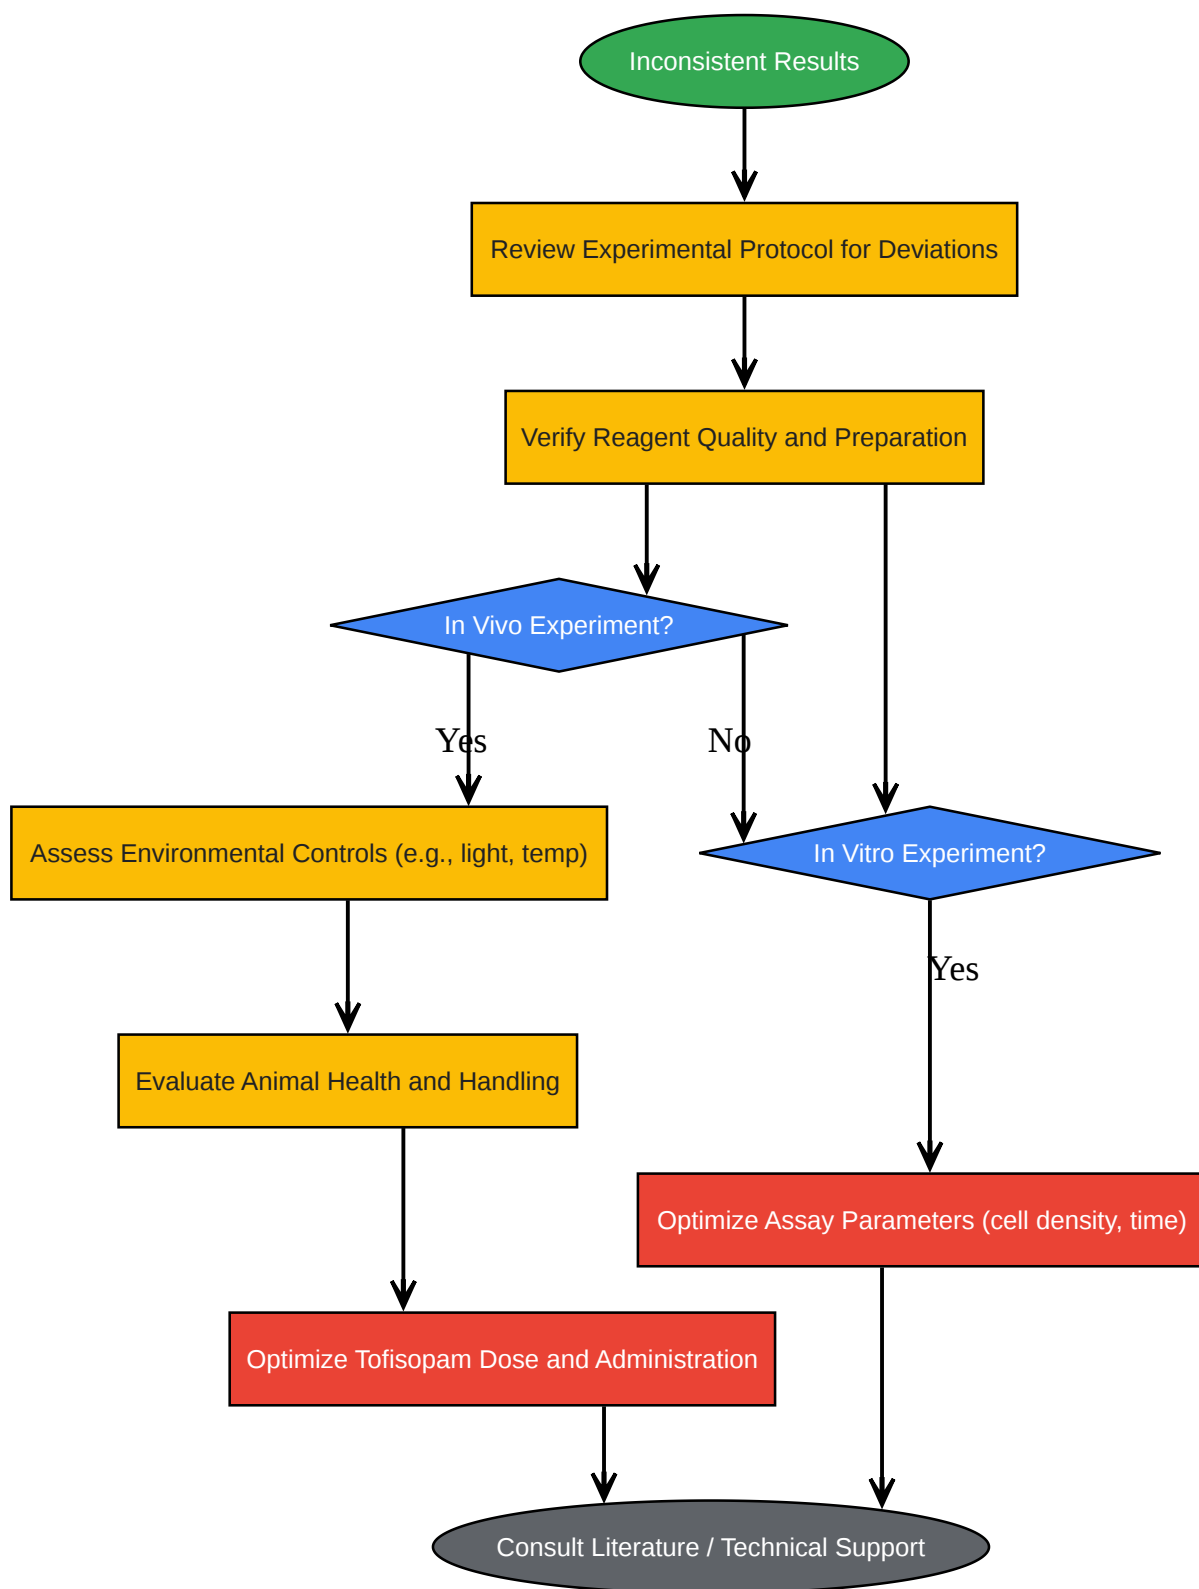 Inconsistent Results
Review Experimental Protocol for Deviations
Verify Reagent Quality and Preparation
In Vivo Experiment?
Yes
No
Assess Environmental Controls (e.g., light, temp)
In Vitro Experiment?
Yes
Evaluate Animal Health and Handling
Optimize Assay Parameters (cell density, time)
Optimize Tofisopam Dose and Administration
Consult Literature / Technical Support